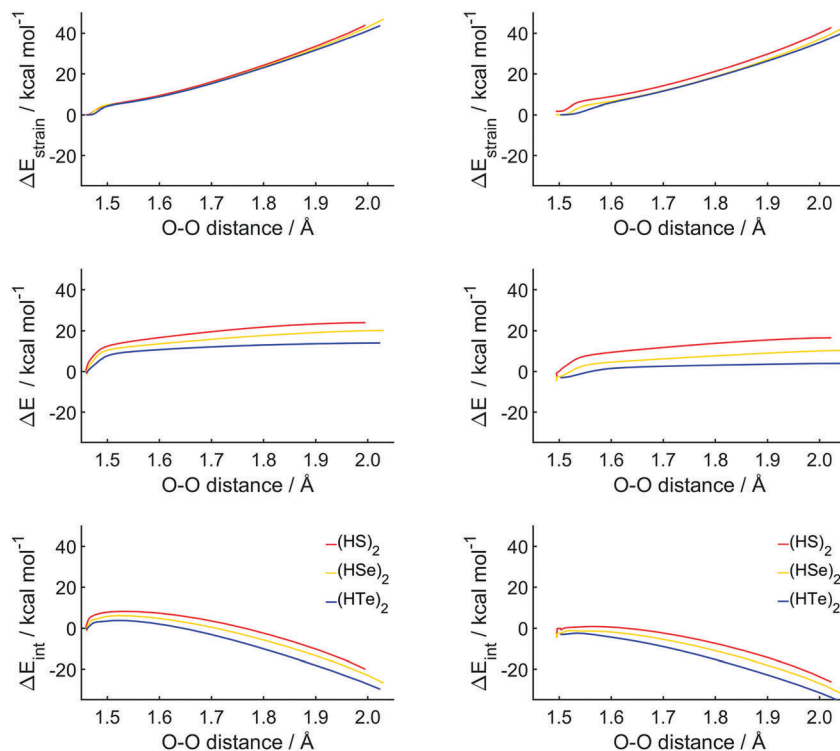 ΔE_strain / kcal mol⁻¹
40
20
0
-20
1.5 1.6 1.7 1.8 1.9 2.0
O-O distance / Å
ΔE_strain / kcal mol⁻¹
40
20
0
-20
1.5 1.6 1.7 1.8 1.9 2.0
O-O distance / Å
ΔE / kcal mol⁻¹
40
20
0
-20
1.5 1.6 1.7 1.8 1.9 2.0
O-O distance / Å
ΔE / kcal mol⁻¹
40
20
0
-20
1.5 1.6 1.7 1.8 1.9 2.0
O-O distance / Å
ΔE_int / kcal mol⁻¹
40
20
0
-20
(HS)₂
(HSe)₂
(HTe)₂
1.5 1.6 1.7 1.8 1.9 2.0
O-O distance / Å
ΔE_int / kcal mol⁻¹
40
20
0
-20
(HS)₂
(HSe)₂
(HTe)₂
1.5 1.6 1.7 1.8 1.9 2.0
O-O distance / Å